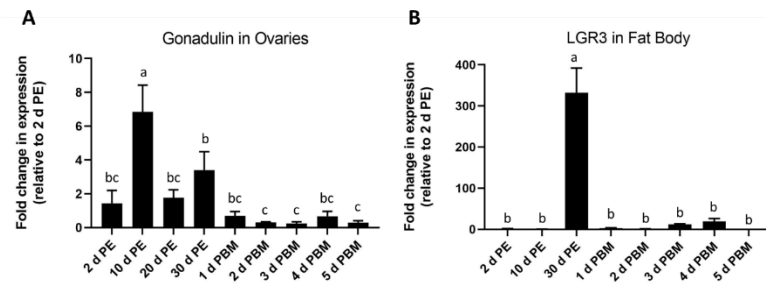 A
Gonadulin in Ovaries
Fold change in expression
(relative to 2 d PE)
10
8
6
4
2
0
bc
a
bc
b
bc
c
c
bc
c
2 d PE
10 d PE
20 d PE
30 d PE
1 d PBM
2 d PBM
3 d PBM
4 d PBM
5 d PBM
B
LGR3 in Fat Body
Fold change in expression
(relative to 2 d PE)
400
300
200
100
0
b
b
a
b
b
b
b
b
2 d PE
10 d PE
30 d PE
1 d PBM
2 d PBM
3 d PBM
4 d PBM
5 d PBM